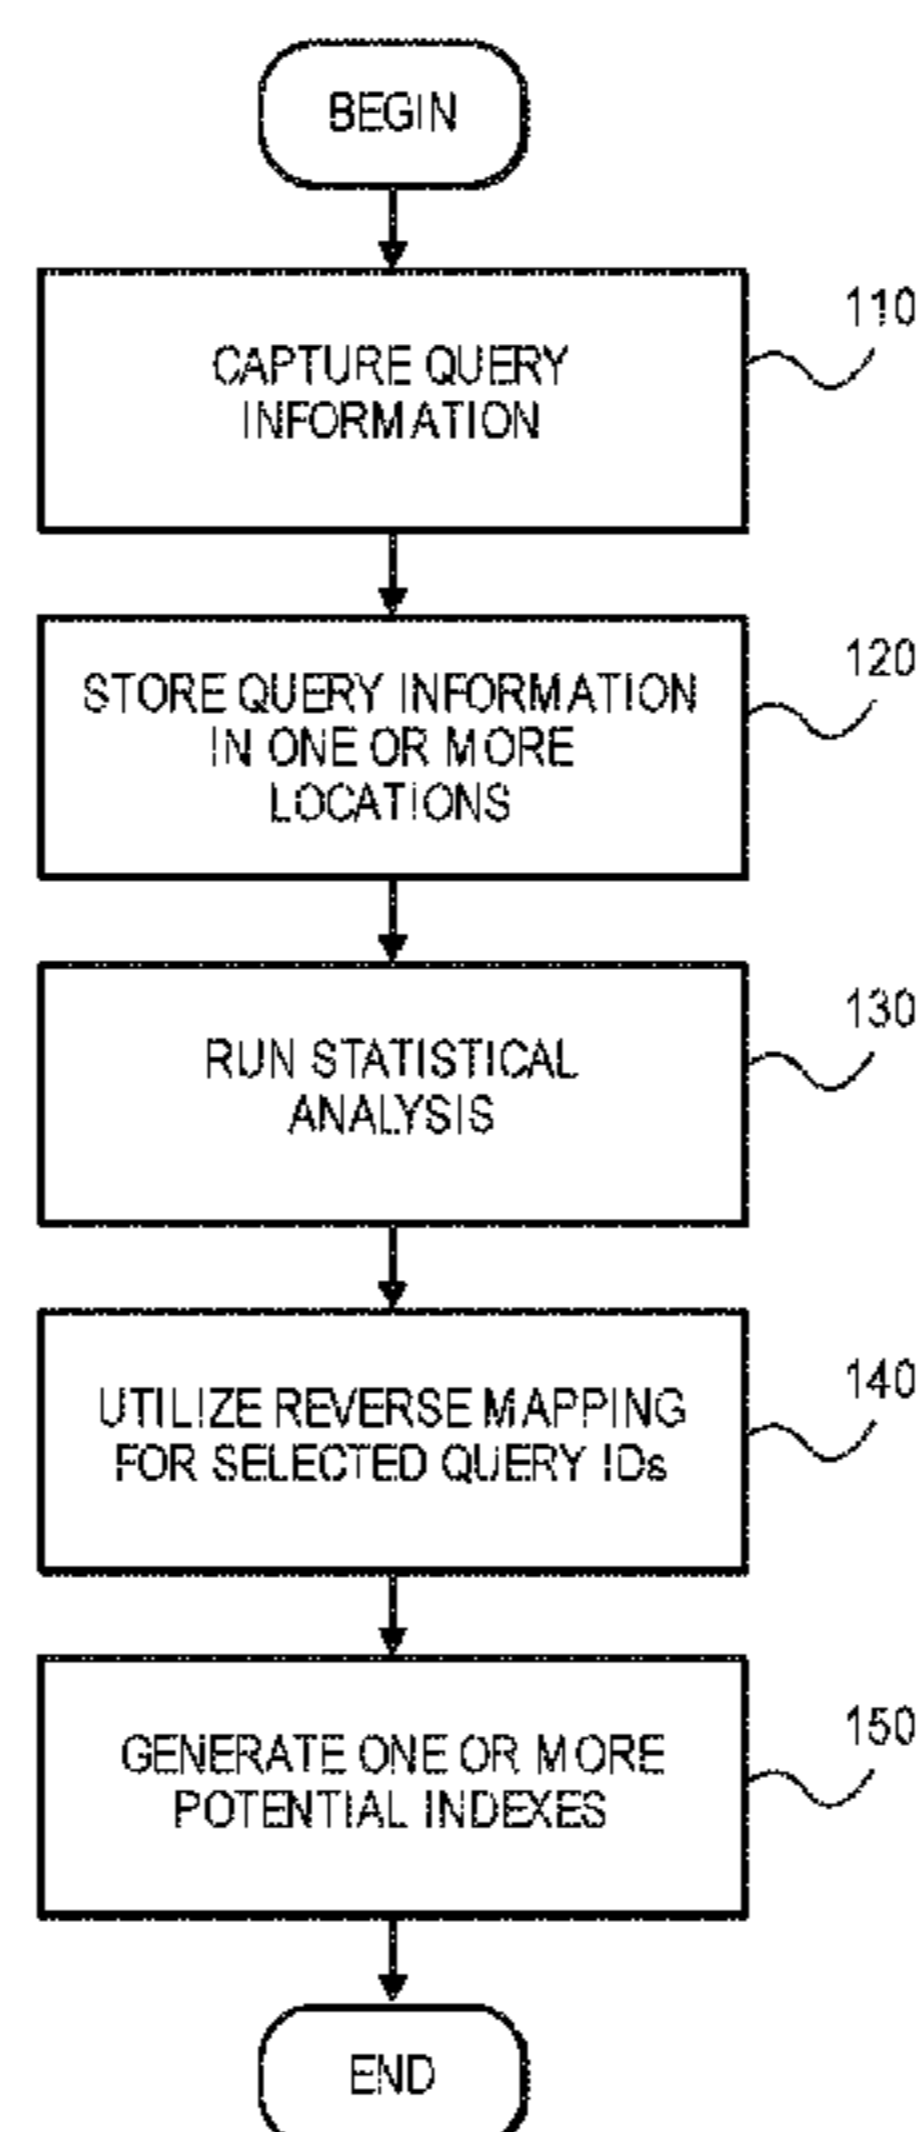 BEGIN
110
CAPTURE QUERY
INFORMATION
120
STORE QUERY INFORMATION
IN ONE OR MORE
LOCATIONS
130
RUN STATISTICAL
ANALYSIS
140
UTILIZE REVERSE MAPPING
FOR SELECTED QUERY IDs
150
GENERATE ONE OR MORE
POTENTIAL INDEXES
END